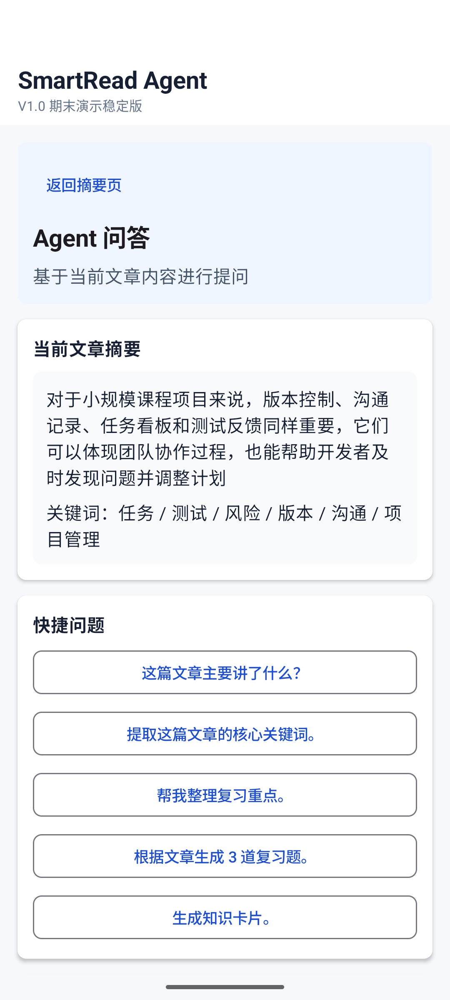 SmartRead Agent
V1.0 期末演示稳定版
返回摘要页
Agent 问答
基于当前文章内容进行提问
当前文章摘要
对于小规模课程项目来说，版本控制、沟通
记录、任务看板和测试反馈同样重要，它们
可以体现团队协作过程，也能帮助开发者及
时发现问题并调整计划
关键词：任务 / 测试 / 风险 / 版本 / 沟通 / 项
目管理
快捷问题
这篇文章主要讲了什么？
提取这篇文章的核心关键词。
帮我整理复习重点。
根据文章生成 3 道复习题。
生成知识卡片。